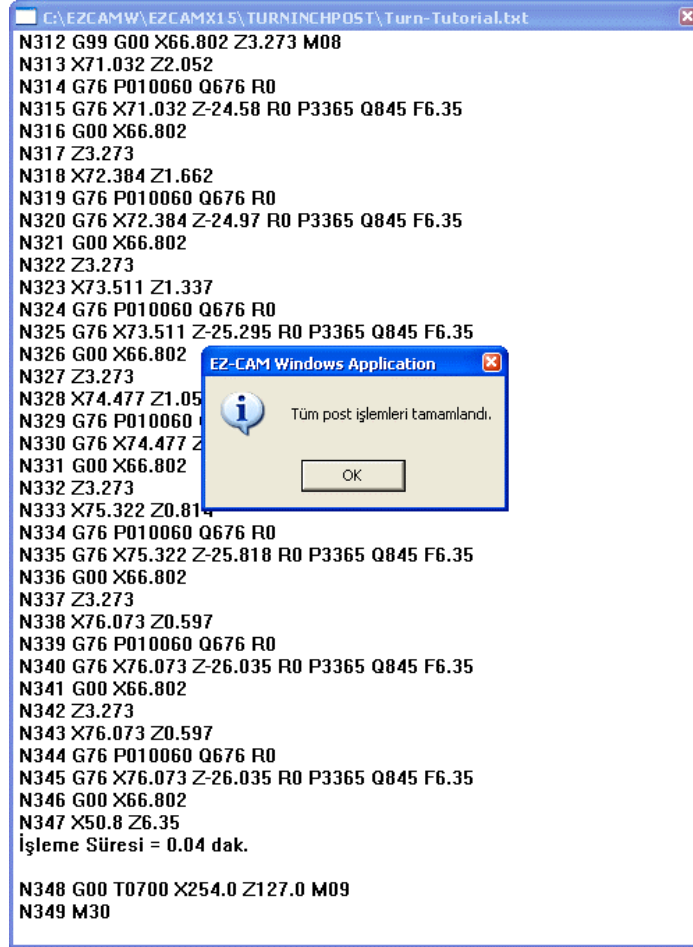 C:\EZCAMW\EZCAMX15\TURNINCHPOST\Turn-Tutorial.txt
N312 G99 G00 X66.802 Z3.273 M08
N313 X71.032 Z2.052
N314 G76 P010060 Q676 R0
N315 G76 X71.032 Z-24.58 R0 P3365 Q845 F6.35
N316 G00 X66.802
N317 Z3.273
N318 X72.384 Z1.662
N319 G76 P010060 Q676 R0
N320 G76 X72.384 Z-24.97 R0 P3365 Q845 F6.35
N321 G00 X66.802
N322 Z3.273
N323 X73.511 Z1.337
N324 G76 P010060 Q676 R0
N325 G76 X73.511 Z-25.295 R0 P3365 Q845 F6.35
N326 G00 X66.802
N327 Z3.273
N328 X74.477 Z1.05
N329 G76 P010060
N330 G76 X74.477 Z
N331 G00 X66.802
N332 Z3.273
N333 X75.322 Z0.814
N334 G76 P010060 Q676 R0
N335 G76 X75.322 Z-25.818 R0 P3365 Q845 F6.35
N336 G00 X66.802
N337 Z3.273
N338 X76.073 Z0.597
N339 G76 P010060 Q676 R0
N340 G76 X76.073 Z-26.035 R0 P3365 Q845 F6.35
N341 G00 X66.802
N342 Z3.273
N343 X76.073 Z0.597
N344 G76 P010060 Q676 R0
N345 G76 X76.073 Z-26.035 R0 P3365 Q845 F6.35
N346 G00 X66.802
N347 X50.8 Z6.35
İşleme Süresi = 0.04 dak.
N348 G00 T0700 X254.0 Z127.0 M09
N349 M30
EZ-CAM Windows Application
Tüm post işlemleri tamamlandı.
OK